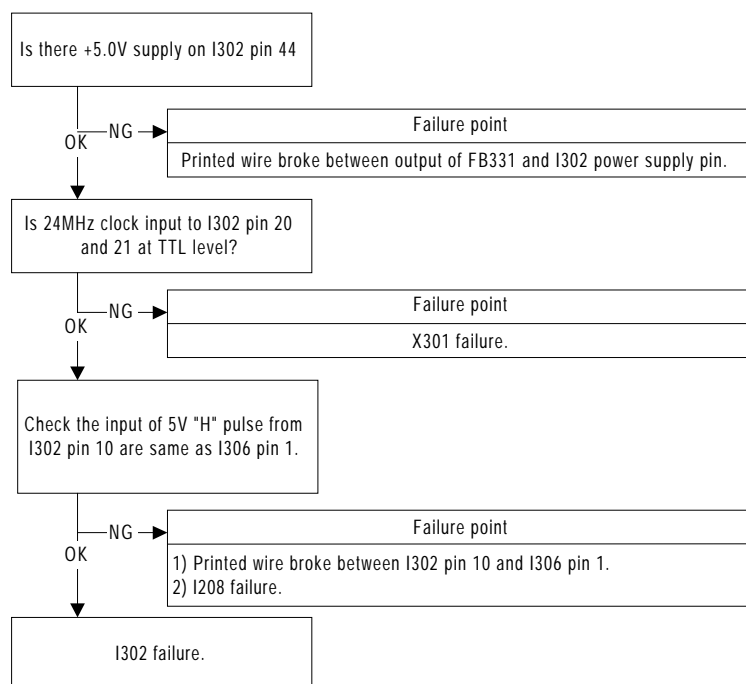 Is there +5.0V supply on I302 pin 44
NG
OK
Failure point
Printed wire broke between output of FB331 and I302 power supply pin.
Is 24MHz clock input to I302 pin 20
and 21 at TTL level?
NG
OK
Failure point
X301 failure.
Check the input of 5V "H" pulse from
I302 pin 10 are same as I306 pin 1.
NG
OK
Failure point
1) Printed wire broke between I302 pin 10 and I306 pin 1.
2) I208 failure.
I302 failure.